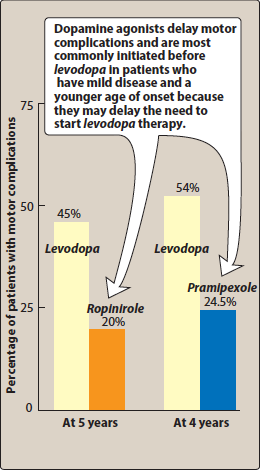 Dopamine agonists delay motor
complications and are most
commonly initiated before
levodopa in patients who
have mild disease and a
younger age of onset because
they may delay the need to
start levodopa therapy.
Percentage of patients with motor complications
75
50
25
0
45%
Levodopa
Ropinirole
20%
54%
Levodopa
Pramipexole
24.5%
At 5 years
At 4 years